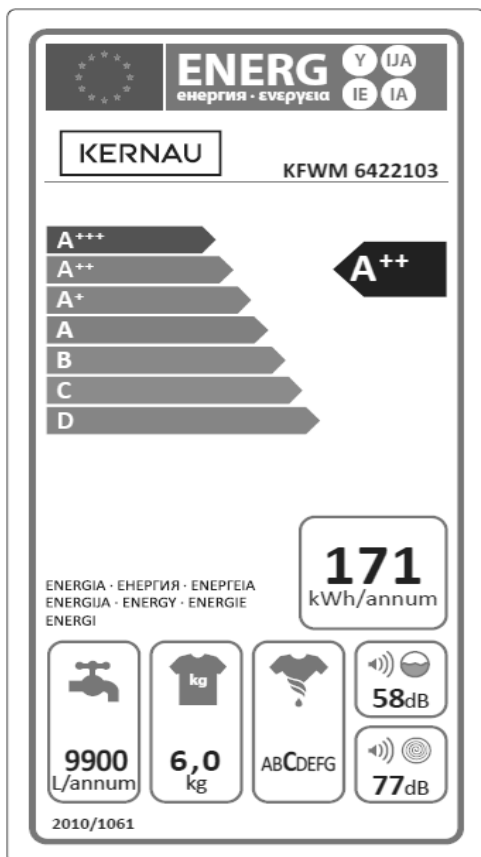 ENERG
енергия · ενεργεια
Y
IJA
IE
IA
KERNAU
KFWM 6422103
A+++
A++
A+
A
B
C
D
A++
171
kWh/annum
ENERGIA · ЕНЕРГИЯ · ΕΝΕΡΓΕΙΑ
ENERGIJA · ENERGY · ENERGIE
ENERGI
9900
L/annum
kg
6,0
kg
ABCDEFG
58dB
77dB
2010/1061